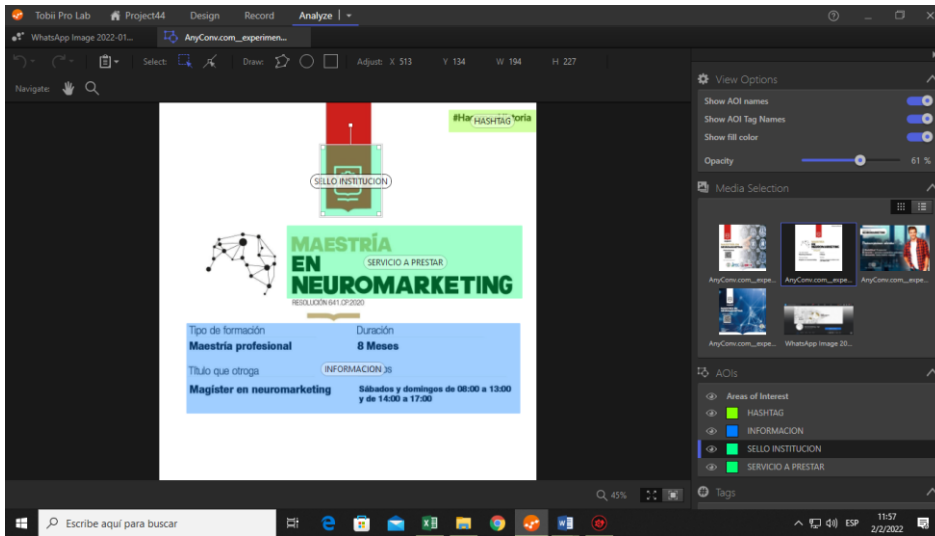 Tobii Pro Lab Project44 Design Record Analyze
WhatsApp Image 2022-01... AnyConv.com__experimen...
Select: Draw: Adjust: X 513 Y 134 W 194 H 227
Navigate:
View Options
Show AOI names
Show AOI Tag Names
Show fill color
Opacity 61 %
Media Selection
AnyConv.com__expe... AnyConv.com__expe... AnyConv.com__expe...
AnyConv.com__expe... WhatsApp Image 20...
AOIs
Areas of Interest
HASHTAG
INFORMACION
SELLO INSTITUCION
SERVICIO A PRESTAR
Tags
#Ha HASHTAG toria
SELLO INSTITUCION
MAESTRÍA
EN SERVICIO A PRESTAR
NEUROMARKETING
RESOLUCIÓN 641.CP.2020
Tipo de formación Duración
Maestría profesional 8 Meses
Título que otroga INFORMACION os
Magíster en neuromarketing Sábados y domingos de 08:00 a 13:00
y de 14:00 a 17:00
45%
Escribe aquí para buscar ESP 11:57
2/2/2022